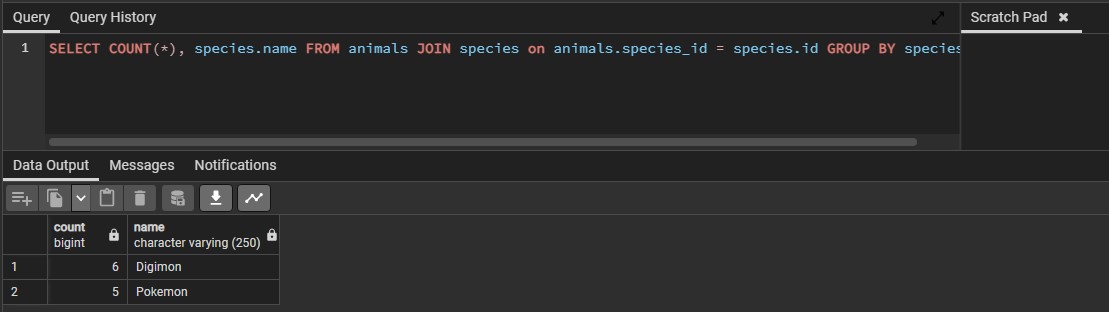 Query Query History Scratch Pad ×
1 SELECT COUNT(*), species.name FROM animals JOIN species on animals.species_id = species.id GROUP BY species
Data Output Messages Notifications
count name
bigint character varying (250)
1 6 Digimon
2 5 Pokemon